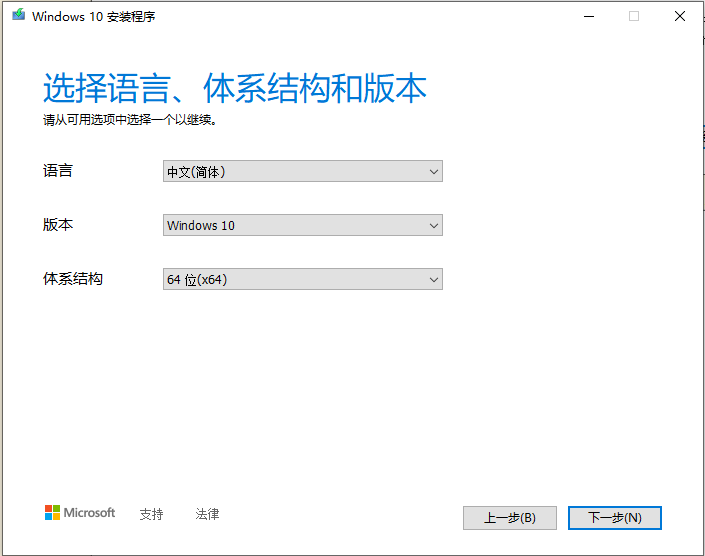 Windows 10 安装程序
选择语言、体系结构和版本
请从可用选项中选择一个以继续。
语言 中文(简体)
版本 Windows 10
体系结构 64 位(x64)
Microsoft 支持 法律 上一步(B) 下一步(N)